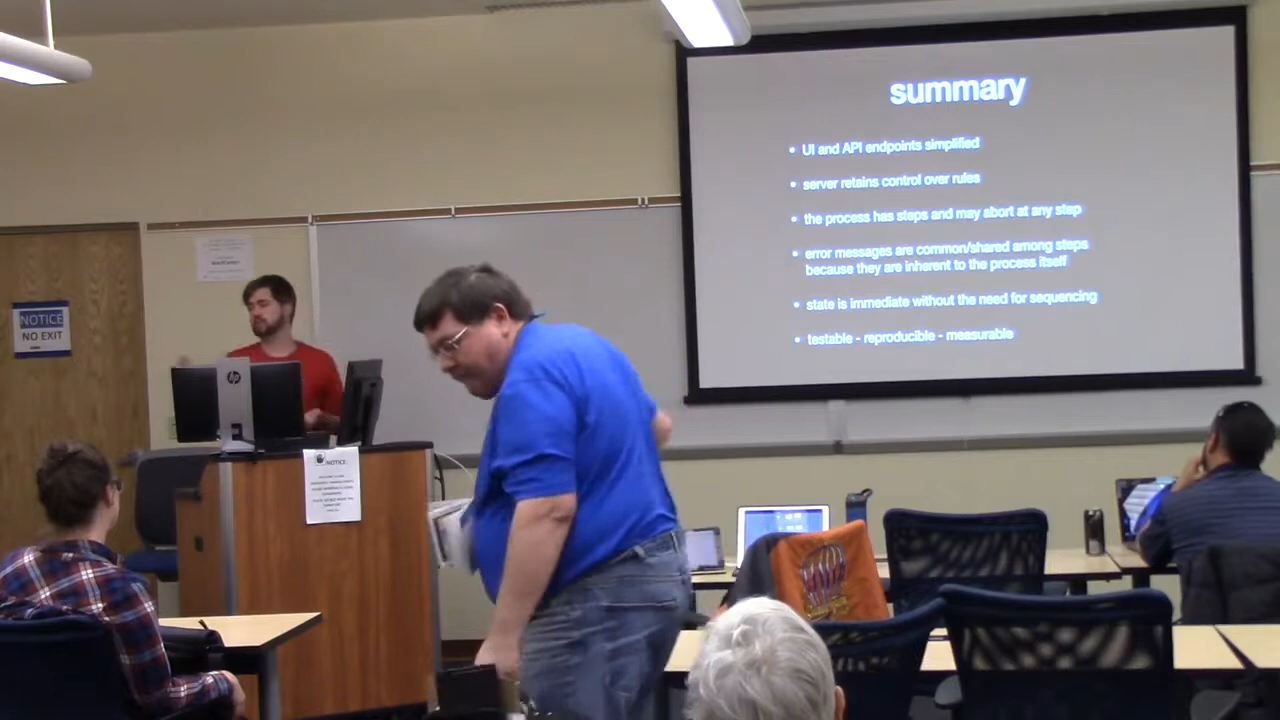 summary
• UI and API endpoints simplified
• server retains control over rules
• the process has steps and may abort at any step
• error messages are common/shared among steps
because they are inherent to the process itself
• state is immediate without the need for sequencing
• testable - reproducible - measurable
NOTICE
NO EXIT
hp
NOTICE: